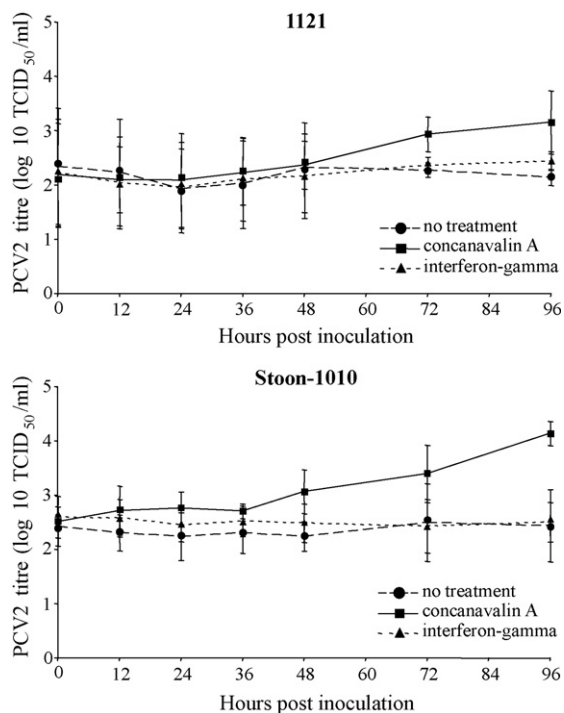 1121
PCV2 titre (log 10 TCID50/ml)
5
4
3
2
1
0
0 12 24 36 48 60 72 84 96
Hours post inoculation
no treatment
concanavalin A
interferon-gamma
Stoon-1010
PCV2 titre (log 10 TCID50/ml)
5
4
3
2
1
0
0 12 24 36 48 60 72 84 96
Hours post inoculation
no treatment
concanavalin A
interferon-gamma